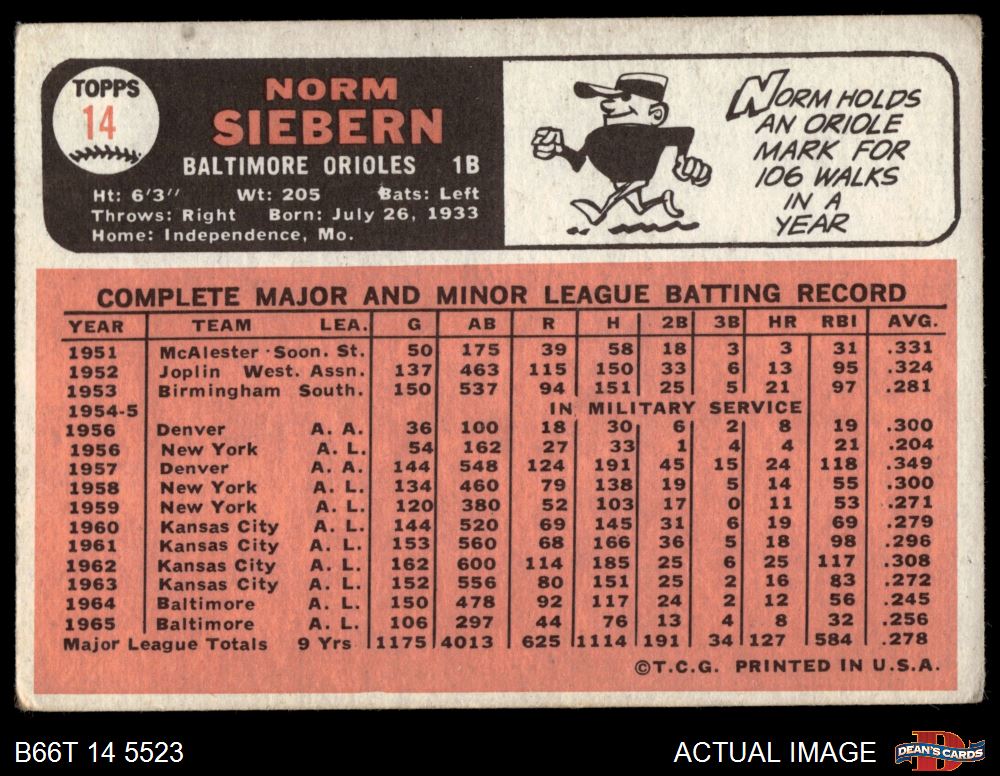 TOPPS
14
NORM
SIEBERN
BALTIMORE ORIOLES 1B
Ht: 6'3" Wt: 205 Bats: Left
Throws: Right Born: July 26, 1933
Home: Independence, Mo.
NORM HOLDS
AN ORIOLE
MARK FOR
106 WALKS
IN A
YEAR
COMPLETE MAJOR AND MINOR LEAGUE BATTING RECORD
YEAR TEAM LEA. G AB R H 2B 3B HR RBI AVG.
1951 McAlester Soon. St. 50 175 39 58 18 3 3 31 .331
1952 Joplin West. Assn. 137 463 115 150 33 6 13 95 .324
1953 Birmingham South. 150 537 94 151 25 5 21 97 .281
1954-5 IN MILITARY SERVICE
1956 Denver A. A. 36 100 18 30 6 2 8 19 .300
1956 New York A. L. 54 162 27 33 1 4 4 21 .204
1957 Denver A. A. 144 548 124 191 45 15 24 118 .349
1958 New York A. L. 134 460 79 138 19 5 14 55 .300
1959 New York A. L. 120 380 52 103 17 0 11 53 .271
1960 Kansas City A. L. 144 520 69 145 31 6 19 69 .279
1961 Kansas City A. L. 153 560 68 166 36 5 18 98 .296
1962 Kansas City A. L. 162 600 114 185 25 6 25 117 .308
1963 Kansas City A. L. 152 556 80 151 25 2 16 83 .272
1964 Baltimore A. L. 150 478 92 117 24 2 12 56 .245
1965 Baltimore A. L. 106 297 44 76 13 4 8 32 .256
Major League Totals 9 Yrs 1175 4013 625 1114 191 34 127 584 .278
©T.C.G. PRINTED IN U.S.A.
B66T 14 5523
ACTUAL IMAGE
DEAN'S CARDS